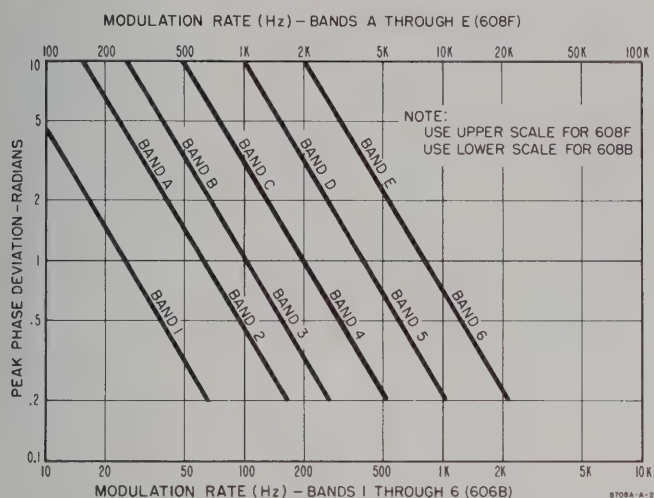 MODULATION RATE (Hz) – BANDS A THROUGH E (608F)
100 200 500 1K 2K 5K 10K 20K 50K 100K
10
5
2
1
.5
.2
0.1
PEAK PHASE DEVIATION-RADIANS
NOTE:
USE UPPER SCALE FOR 608F
USE LOWER SCALE FOR 608B
BAND A
BAND B
BAND C
BAND D
BAND E
BAND 1
BAND 2
BAND 3
BAND 4
BAND 5
BAND 6
10 20 50 100 200 500 1K 2K 5K 10K
MODULATION RATE (Hz) – BANDS 1 THROUGH 6 (606B)